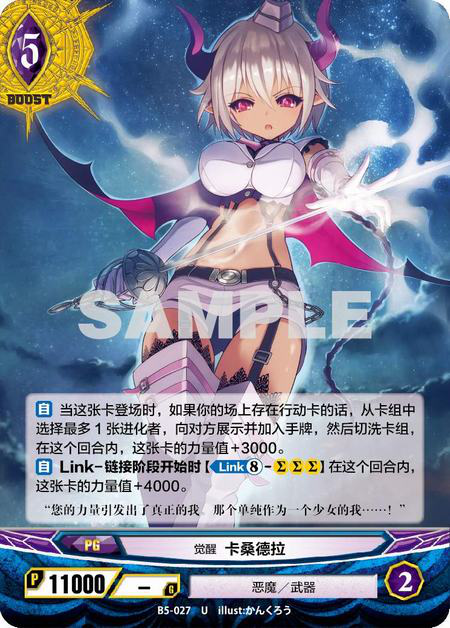 5
BOOST
SAMPLE
自 当这张卡登场时，如果你的场上存在行动卡的话，从卡组中
选择最多1张进化者，向对方展示并加入手牌，然后切洗卡组，
在这个回合内，这张卡的力量值+3000。
自 Link-链接阶段开始时【Link⑧-ΣΣΣ】在这个回合内，
这张卡的力量值+4000。
“您的力量引发出了真正的我。那个单纯作为一个少女的我……！”
PG 觉醒 卡桑德拉
P 11000 － G 恶魔／武器 2
B5-027 U illust:かんくろう